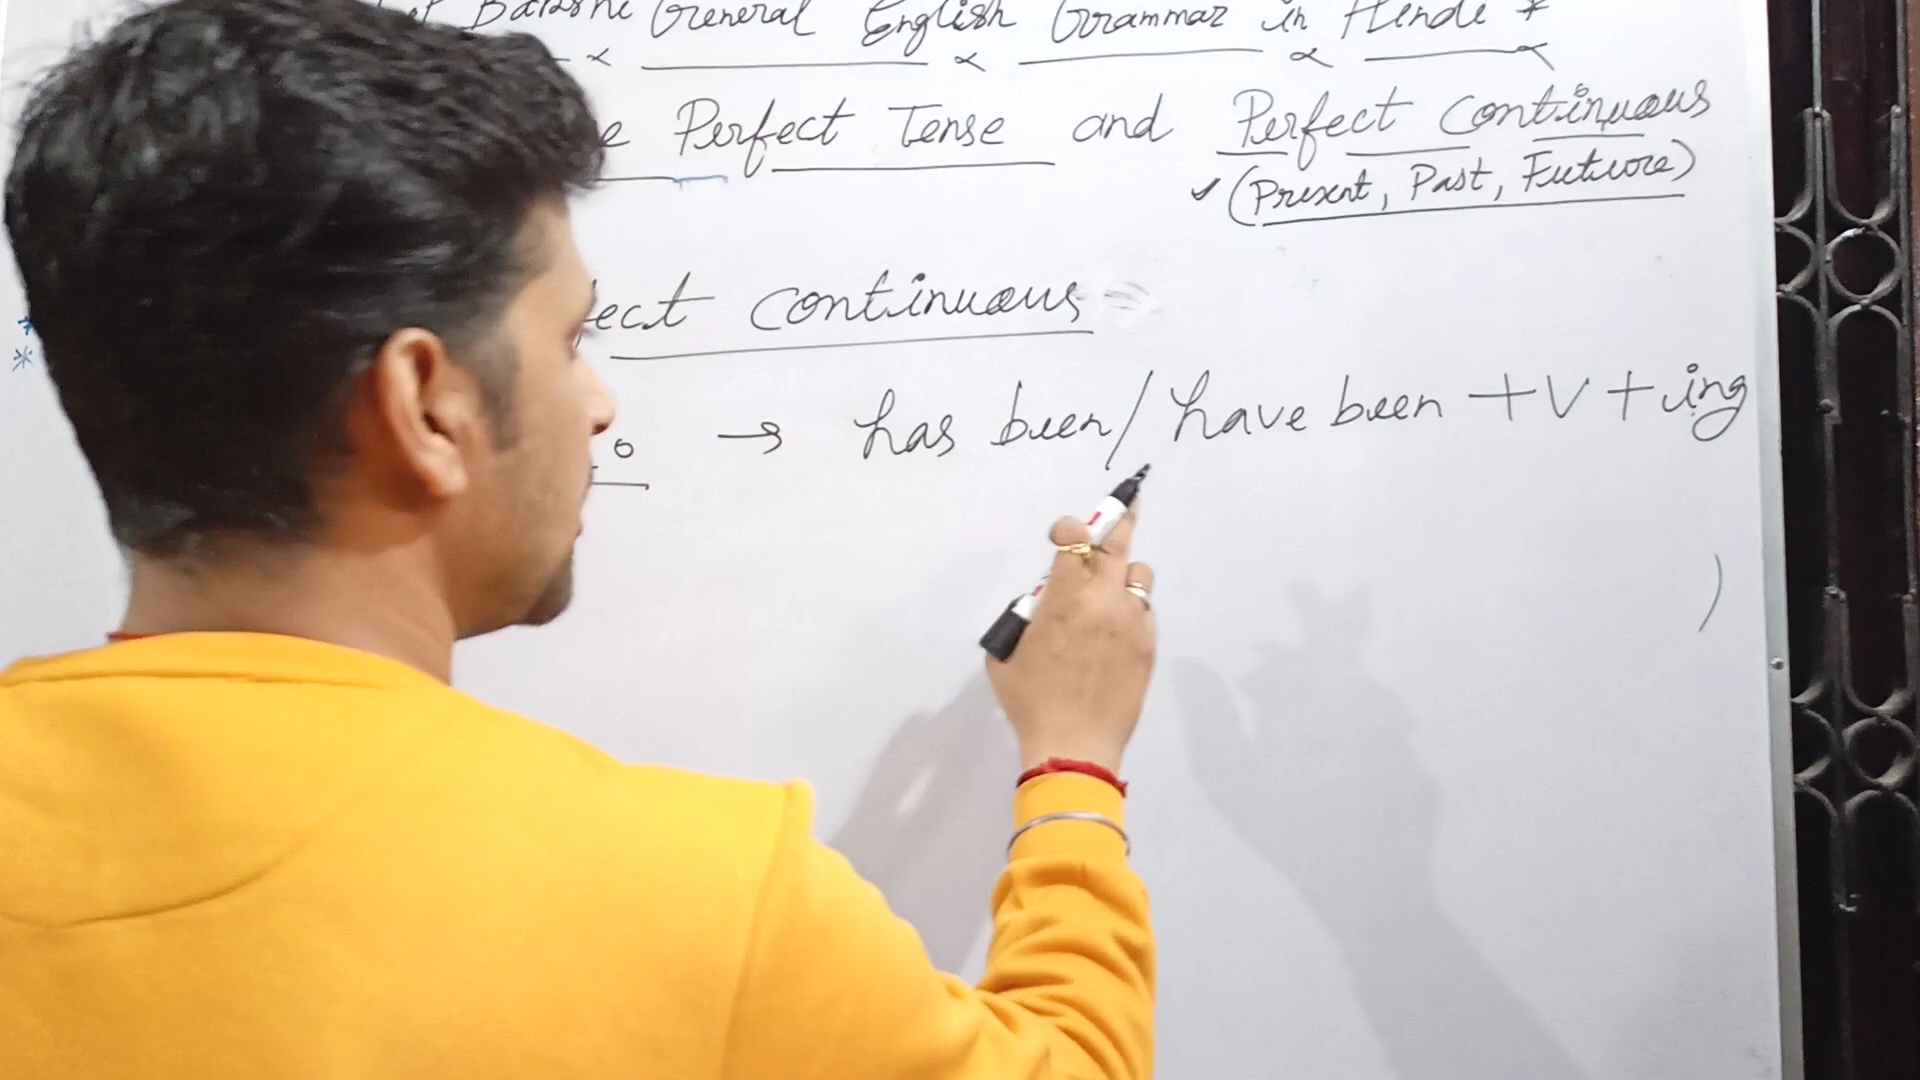 General English Grammar in Hindi *
Perfect Tense and Perfect Continuous
✓ (Present, Past, Future)
ect continuous
→ has been/have been + V + ing
)